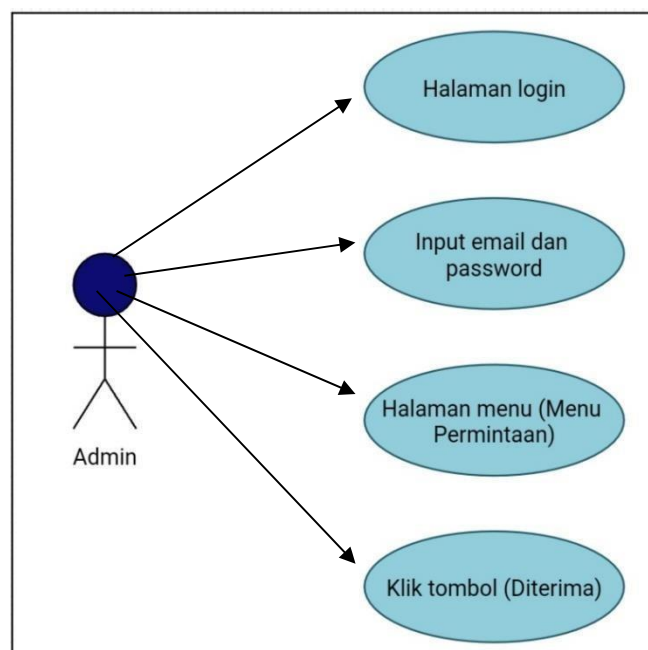 Halaman login
Input email dan
password
Halaman menu (Menu
Permintaan)
Admin
Klik tombol (Diterima)